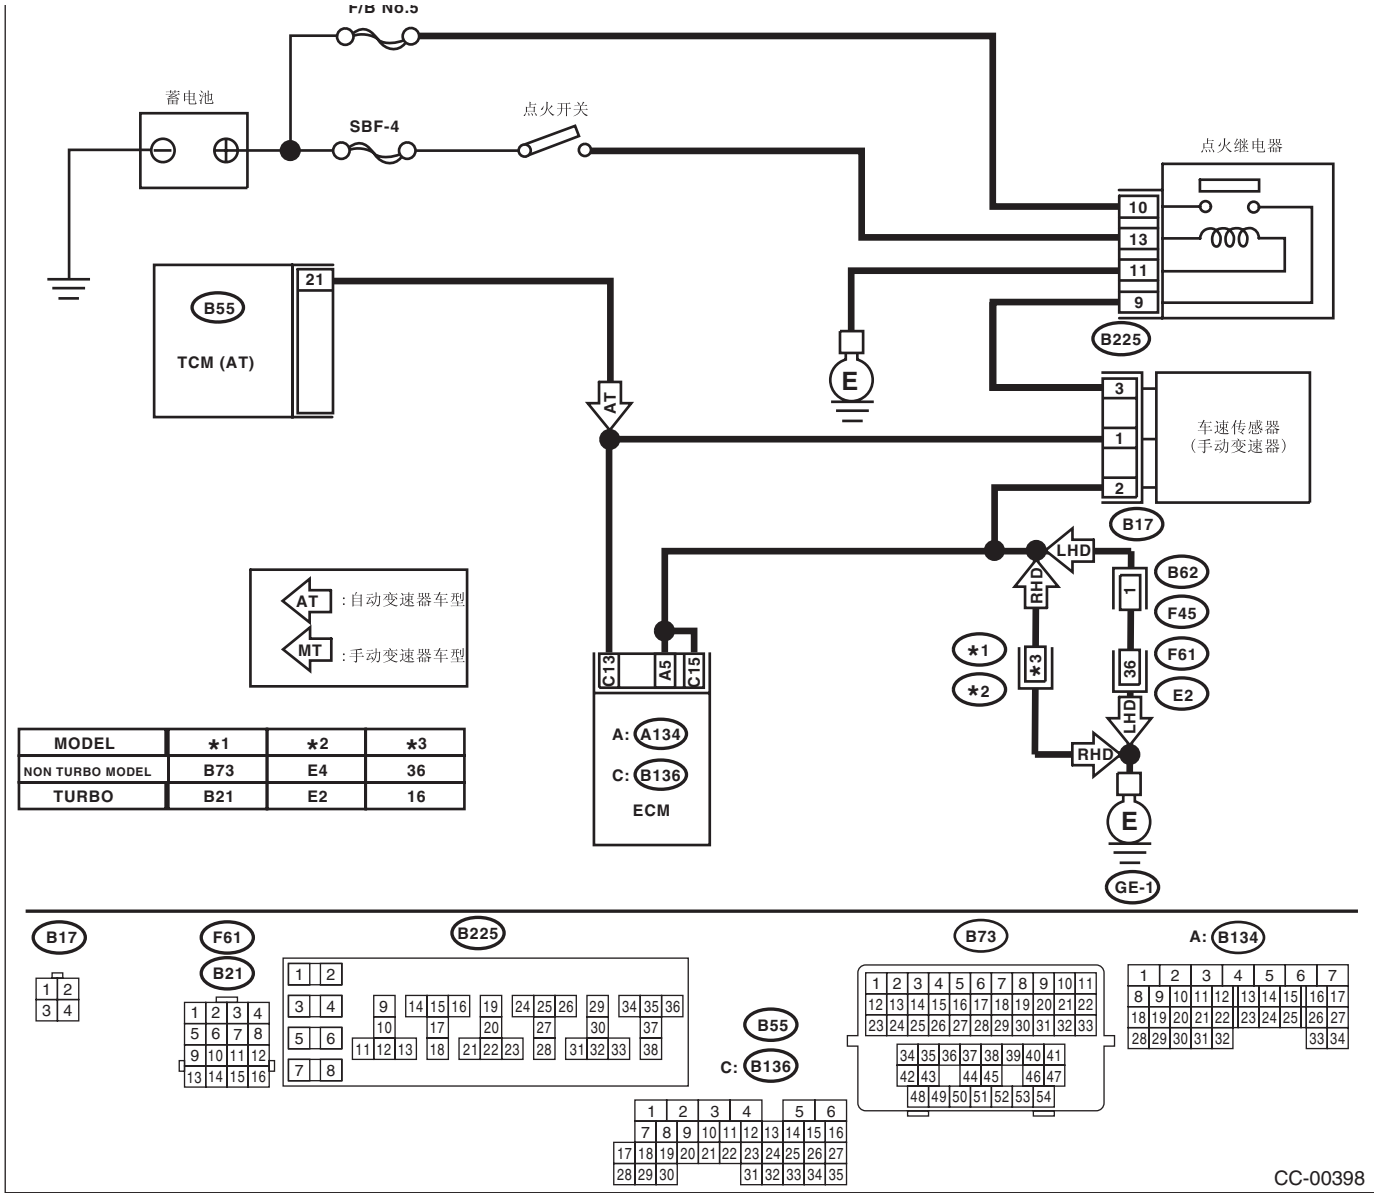 F/B No.5
蓄电池
SBF-4
点火开关
点火继电器
10
13
11
9
B225
21
B55
TCM (AT)
AT
E
3
1
2
车速传感器
(手动变速器)
B17
LHD
RHD
1
B62
F45
F61
E2
36
*1
*2
*3
LHD
RHD
E
GE-1
AT :自动变速器车型
MT :手动变速器车型
C13 A5 C15
A: A134
C: B136
ECM
MODEL *1 *2 *3
NON TURBO MODEL B73 E4 36
TURBO B21 E2 16
B17
1 2
3 4
F61
B21
1 2 3 4
5 6 7 8
9 10 11 12
13 14 15 16
B225
1 2
3 4
5 6
7 8
9 14 15 16 19 24 25 26 29 34 35 36
10 17 20 27 30 37
11 12 13 18 21 22 23 28 31 32 33 38
B55
C: B136
1 2 3 4 5 6
7 8 9 10 11 12 13 14 15 16
17 18 19 20 21 22 23 24 25 26 27
28 29 30 31 32 33 34 35
B73
1 2 3 4 5 6 7 8 9 10 11
12 13 14 15 16 17 18 19 20 21 22
23 24 25 26 27 28 29 30 31 32 33
34 35 36 37 38 39 40 41
42 43 44 45 46 47
48 49 50 51 52 53 54
A: B134
1 2 3 4 5 6 7
8 9 10 11 12 13 14 15 16 17
18 19 20 21 22 23 24 25 26 27
28 29 30 31 32 33 34
CC-00398